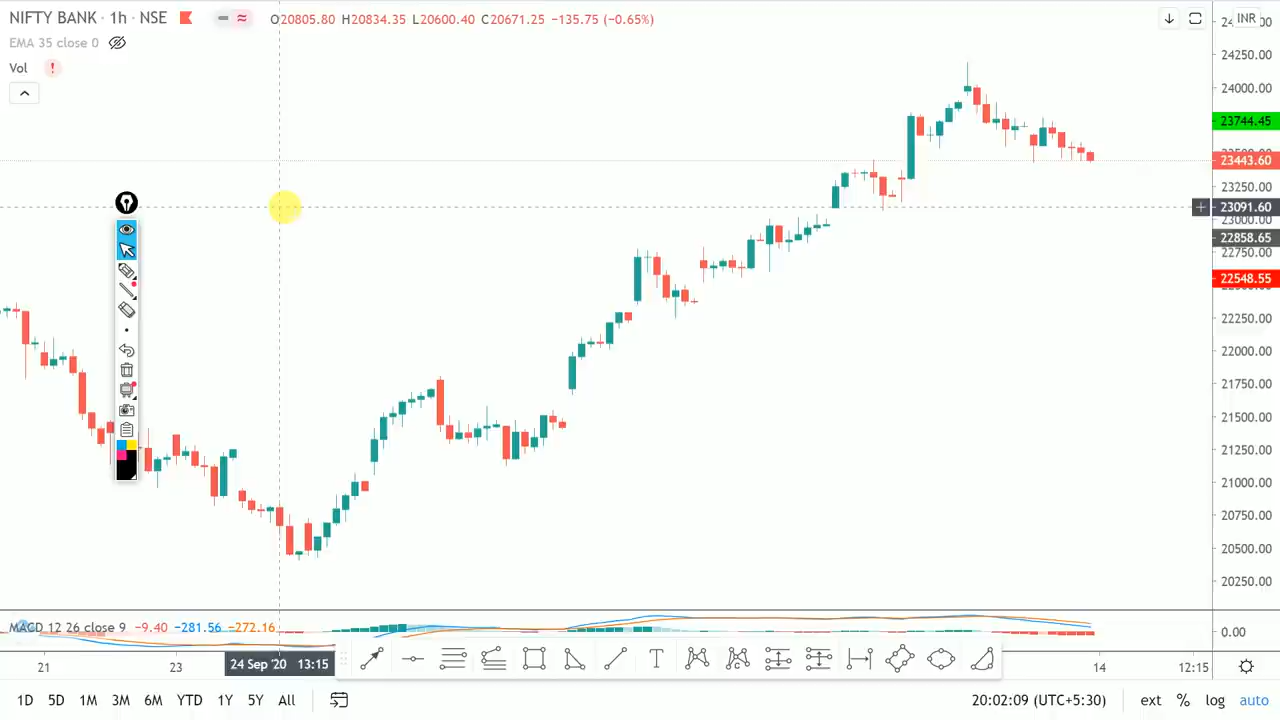 NIFTY BANK · 1h · NSE O20805.80 H20834.35 L20600.40 C20671.25 −135.75 (−0.65%)
EMA 35 close 0
Vol !
INR
24250.00
24000.00
23744.45
23443.60
23250.00
23091.60
23000.00
22858.65
22750.00
22548.55
22250.00
22000.00
21750.00
21500.00
21250.00
21000.00
20750.00
20500.00
20250.00
MACD 12 26 close 9 −9.40 −281.56 −272.16
0.00
21 23 24 Sep '20 13:15 14 12:15
1D 5D 1M 3M 6M YTD 1Y 5Y All 20:02:09 (UTC+5:30) ext % log auto